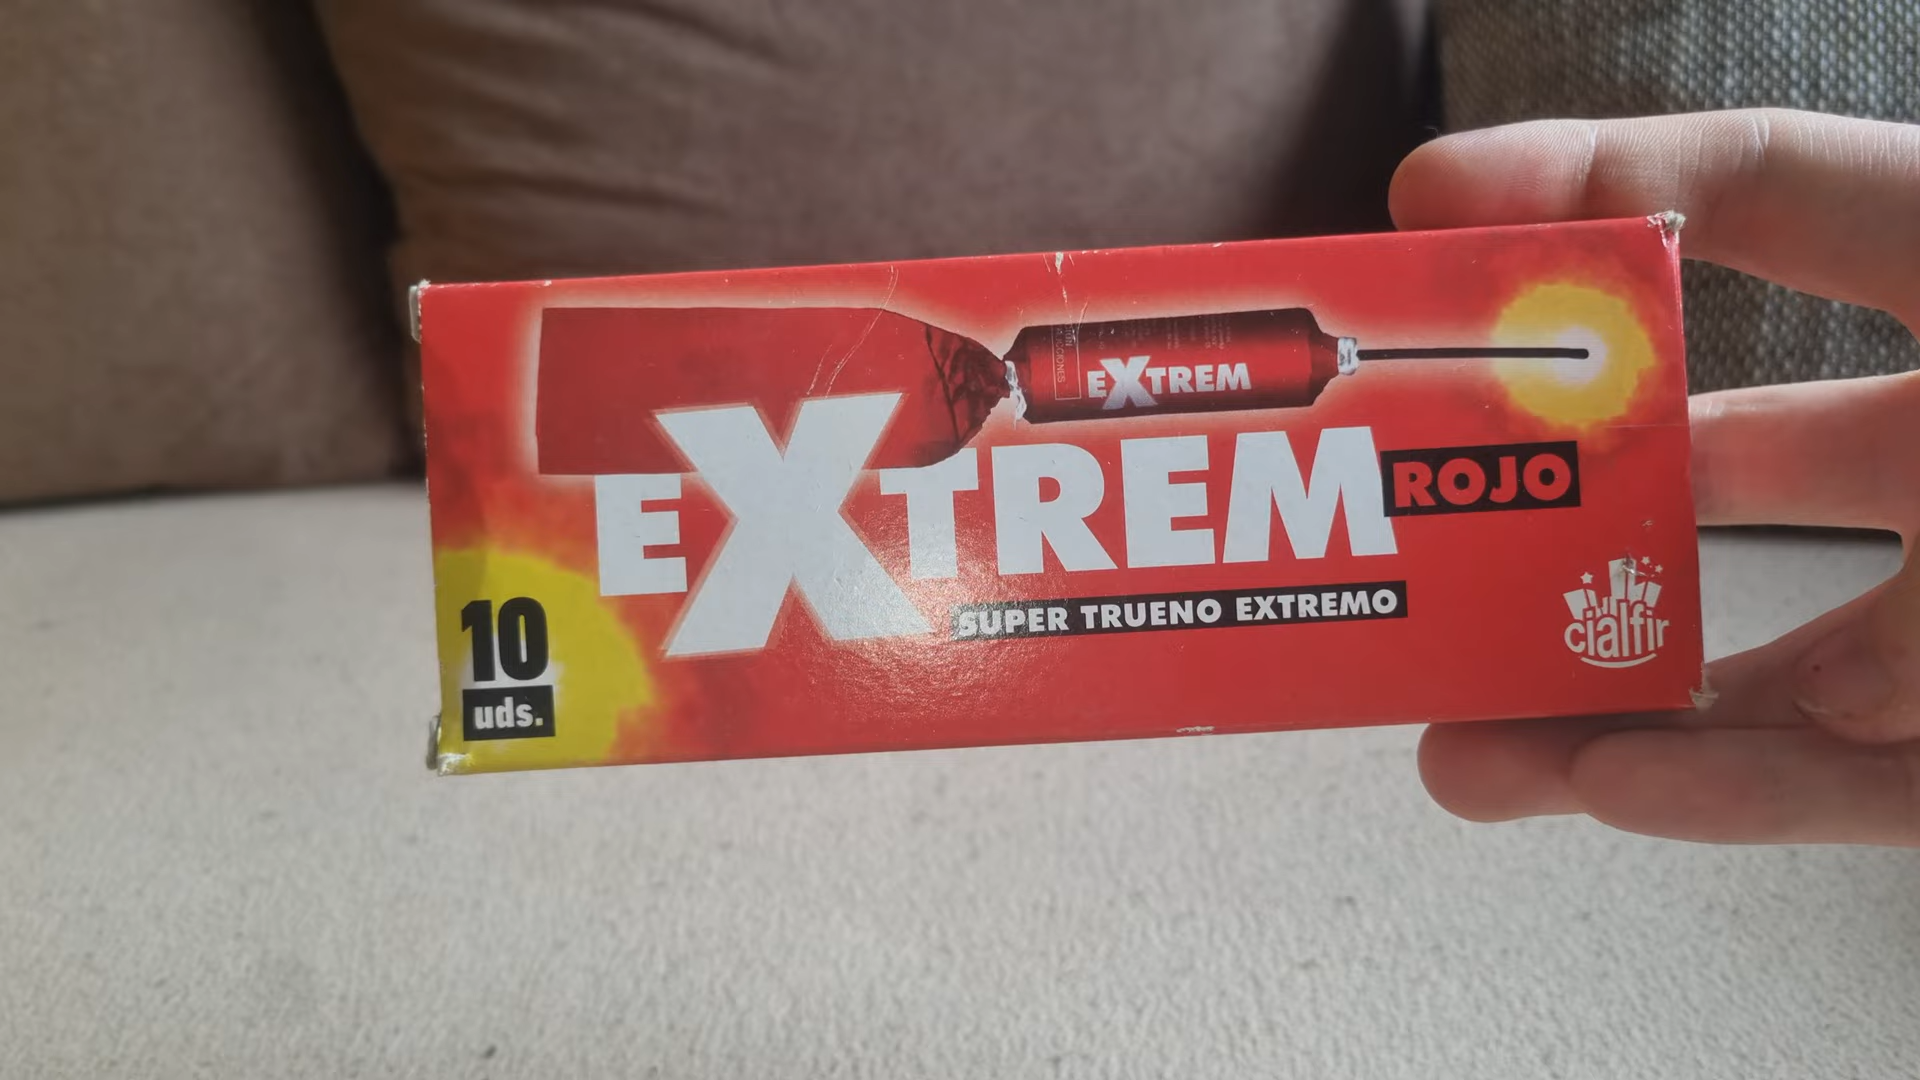 EXTREM
EXTREM
ROJO
SUPER TRUENO EXTREMO
10
uds.
cialfir